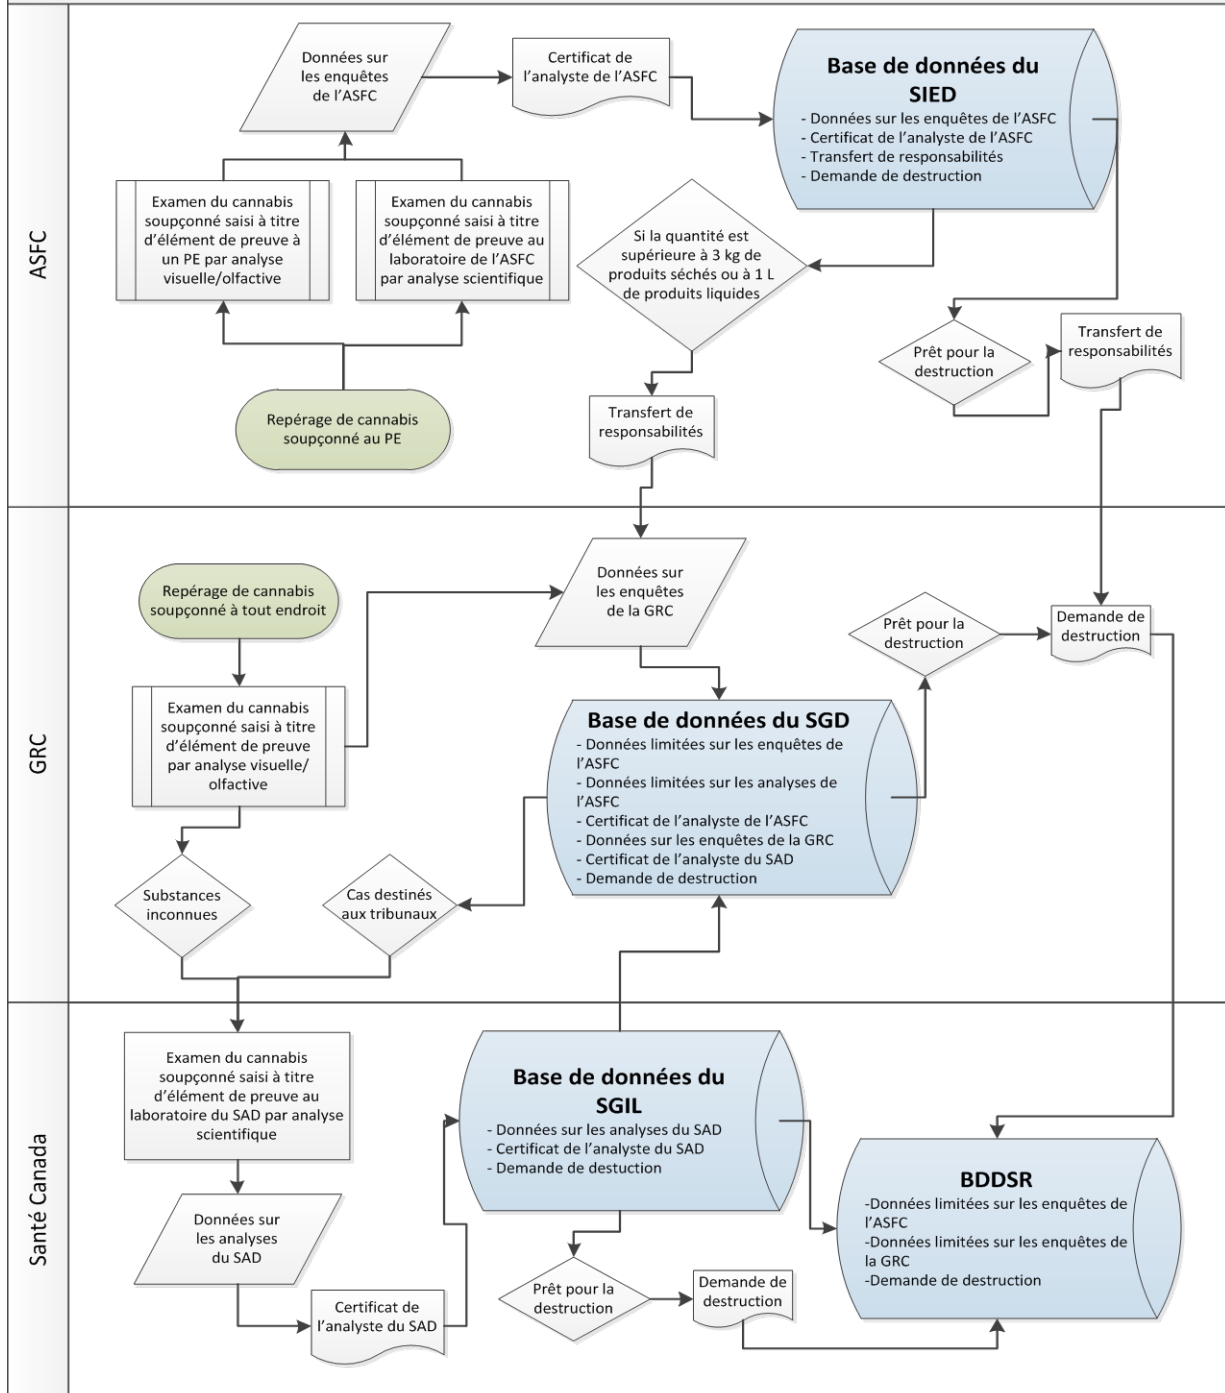 ASFC
Données sur
les enquêtes
de l'ASFC
Certificat de
l'analyste de l'ASFC
Base de données du
SIED
- Données sur les enquêtes de l'ASFC
- Certificat de l'analyste de l'ASFC
- Transfert de responsabilités
- Demande de destruction
Examen du cannabis
soupçonné saisi à titre
d'élément de preuve à
un PE par analyse
visuelle/olfactive
Examen du cannabis
soupçonné saisi à titre
d'élément de preuve au
laboratoire de l'ASFC
par analyse scientifique
Si la quantité est
supérieure à 3 kg de
produits séchés ou à 1 L
de produits liquides
Prêt pour la
destruction
Transfert de
responsabilités
Repérage de cannabis
soupçonné au PE
Transfert de
responsabilités
GRC
Repérage de cannabis
soupçonné à tout endroit
Données sur
les enquêtes
de la GRC
Prêt pour la
destruction
Demande de
destruction
Examen du cannabis
soupçonné saisi à titre
d'élément de preuve
par analyse visuelle/
olfactive
Base de données du SGD
- Données limitées sur les enquêtes de
l'ASFC
- Données limitées sur les analyses de
l'ASFC
- Certificat de l'analyste de l'ASFC
- Données sur les enquêtes de la GRC
- Certificat de l'analyste du SAD
- Demande de destruction
Substances
inconnues
Cas destinés
aux tribunaux
Santé Canada
Examen du cannabis
soupçonné saisi à titre
d'élément de preuve au
laboratoire du SAD par analyse
scientifique
Base de données du
SGIL
- Données sur les analyses du SAD
- Certificat de l'analyste du SAD
- Demande de destuction
BDDSR
-Données limitées sur les enquêtes de
l'ASFC
-Données limitées sur les enquêtes de
la GRC
-Demande de destruction
Données sur
les analyses
du SAD
Certificat de
l'analyste du SAD
Prêt pour la
destruction
Demande de
destruction